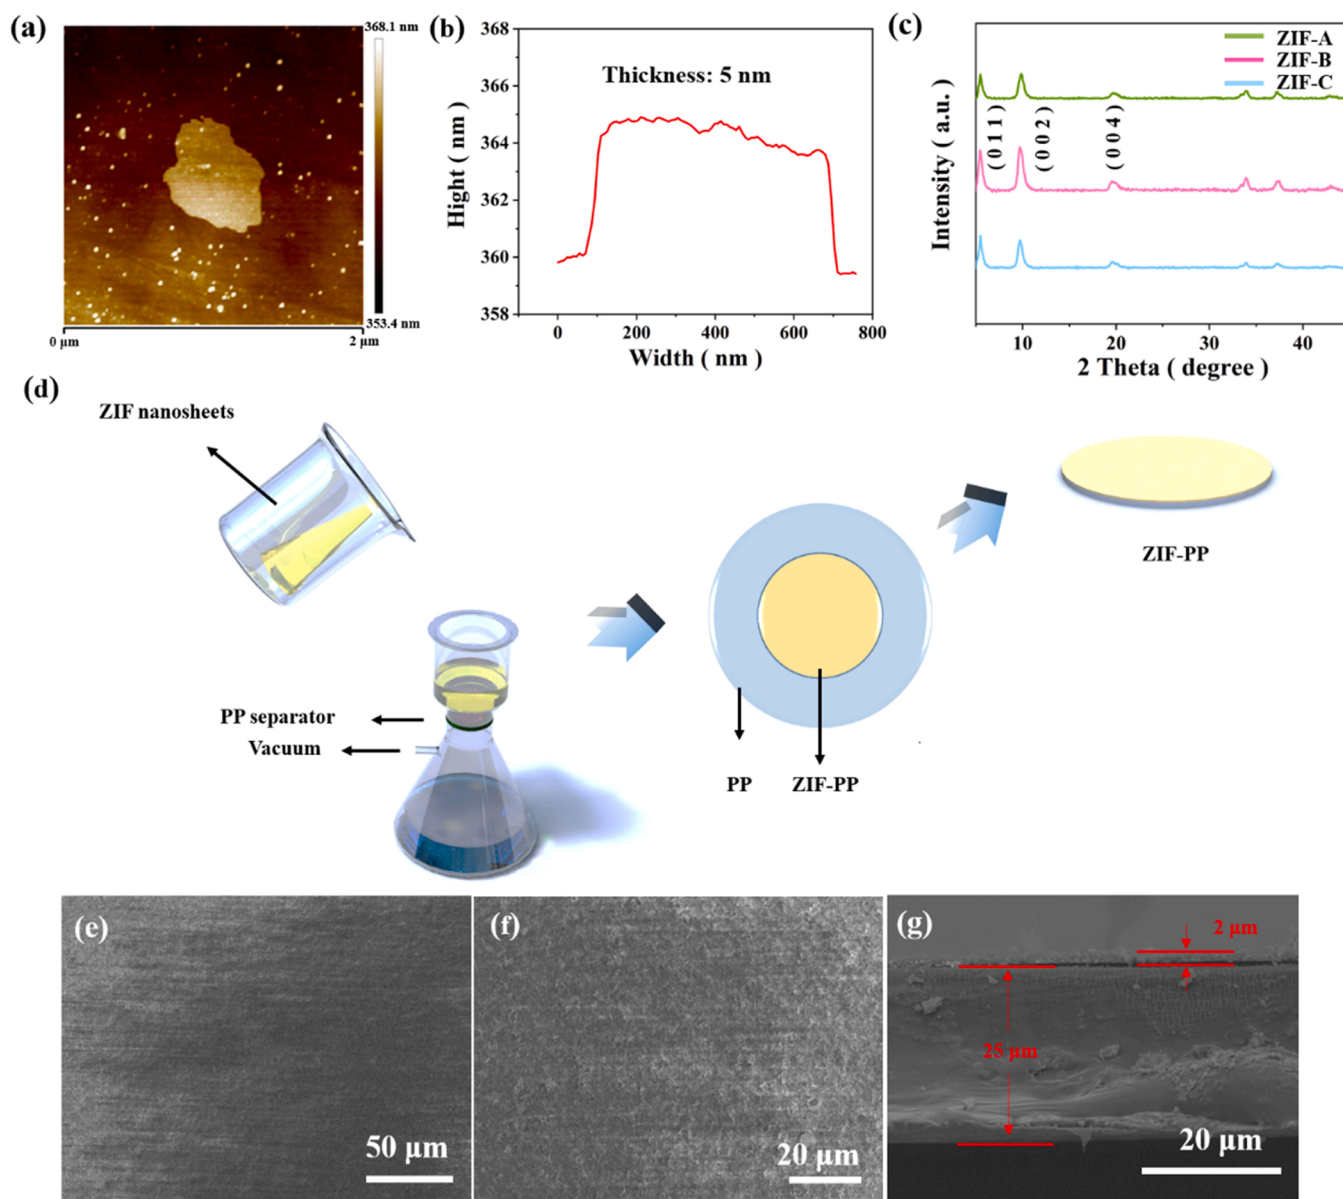 (a)
368.1 nm
353.4 nm
0 μm
2 μm
(b)
Hight ( nm )
368
366
364
362
360
358
Thickness: 5 nm
0
200
400
600
800
Width ( nm )
(c)
Intensity ( a.u. )
ZIF-A
ZIF-B
ZIF-C
( 0 1 1 )
( 0 0 2 )
( 0 0 4 )
10
20
30
40
2 Theta ( degree )
(d)
ZIF nanosheets
PP separator
Vacuum
PP
ZIF-PP
ZIF-PP
(e)
50 μm
(f)
20 μm
(g)
2 μm
25 μm
20 μm